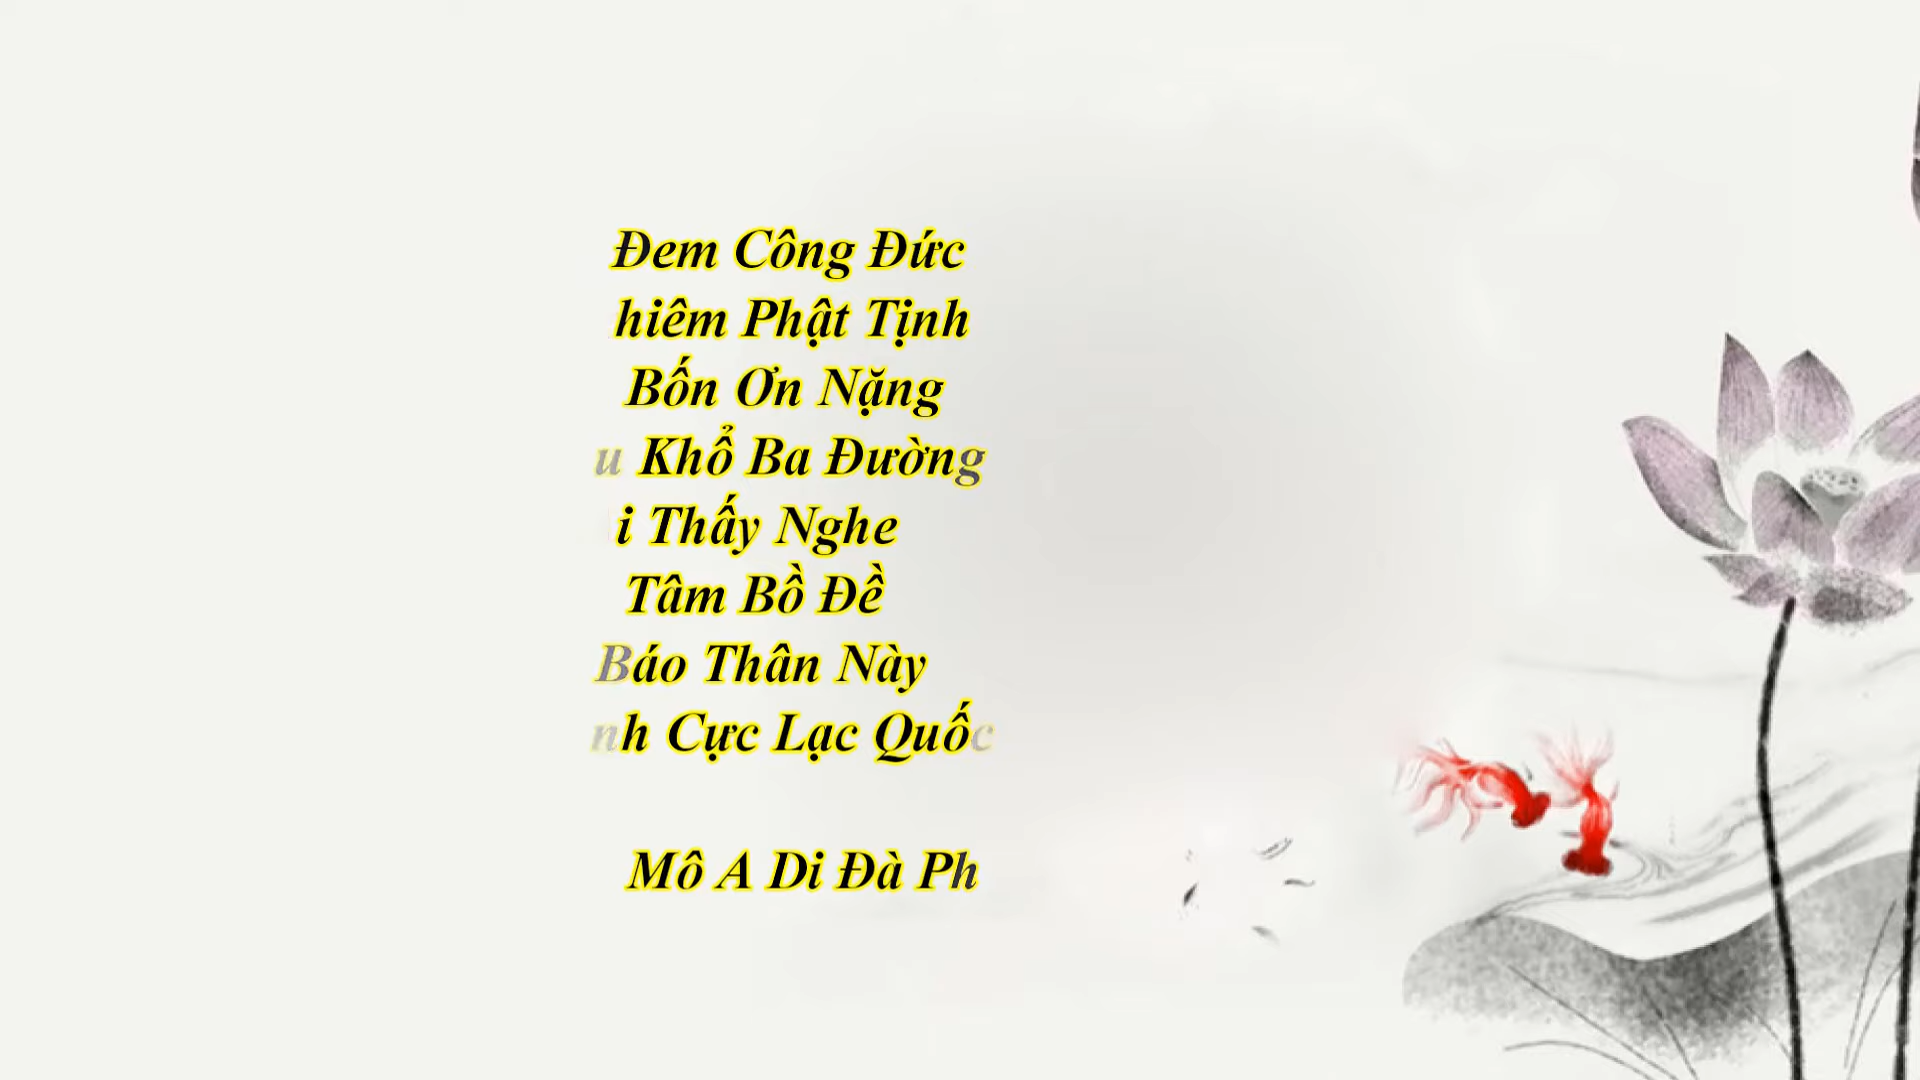 Đem Công Đức
hiêm Phật Tịnh
Bốn Ơn Nặng
u Khổ Ba Đường
i Thấy Nghe
Tâm Bồ Đề
Báo Thân Này
nh Cực Lạc Quốc
Mô A Di Đà Ph